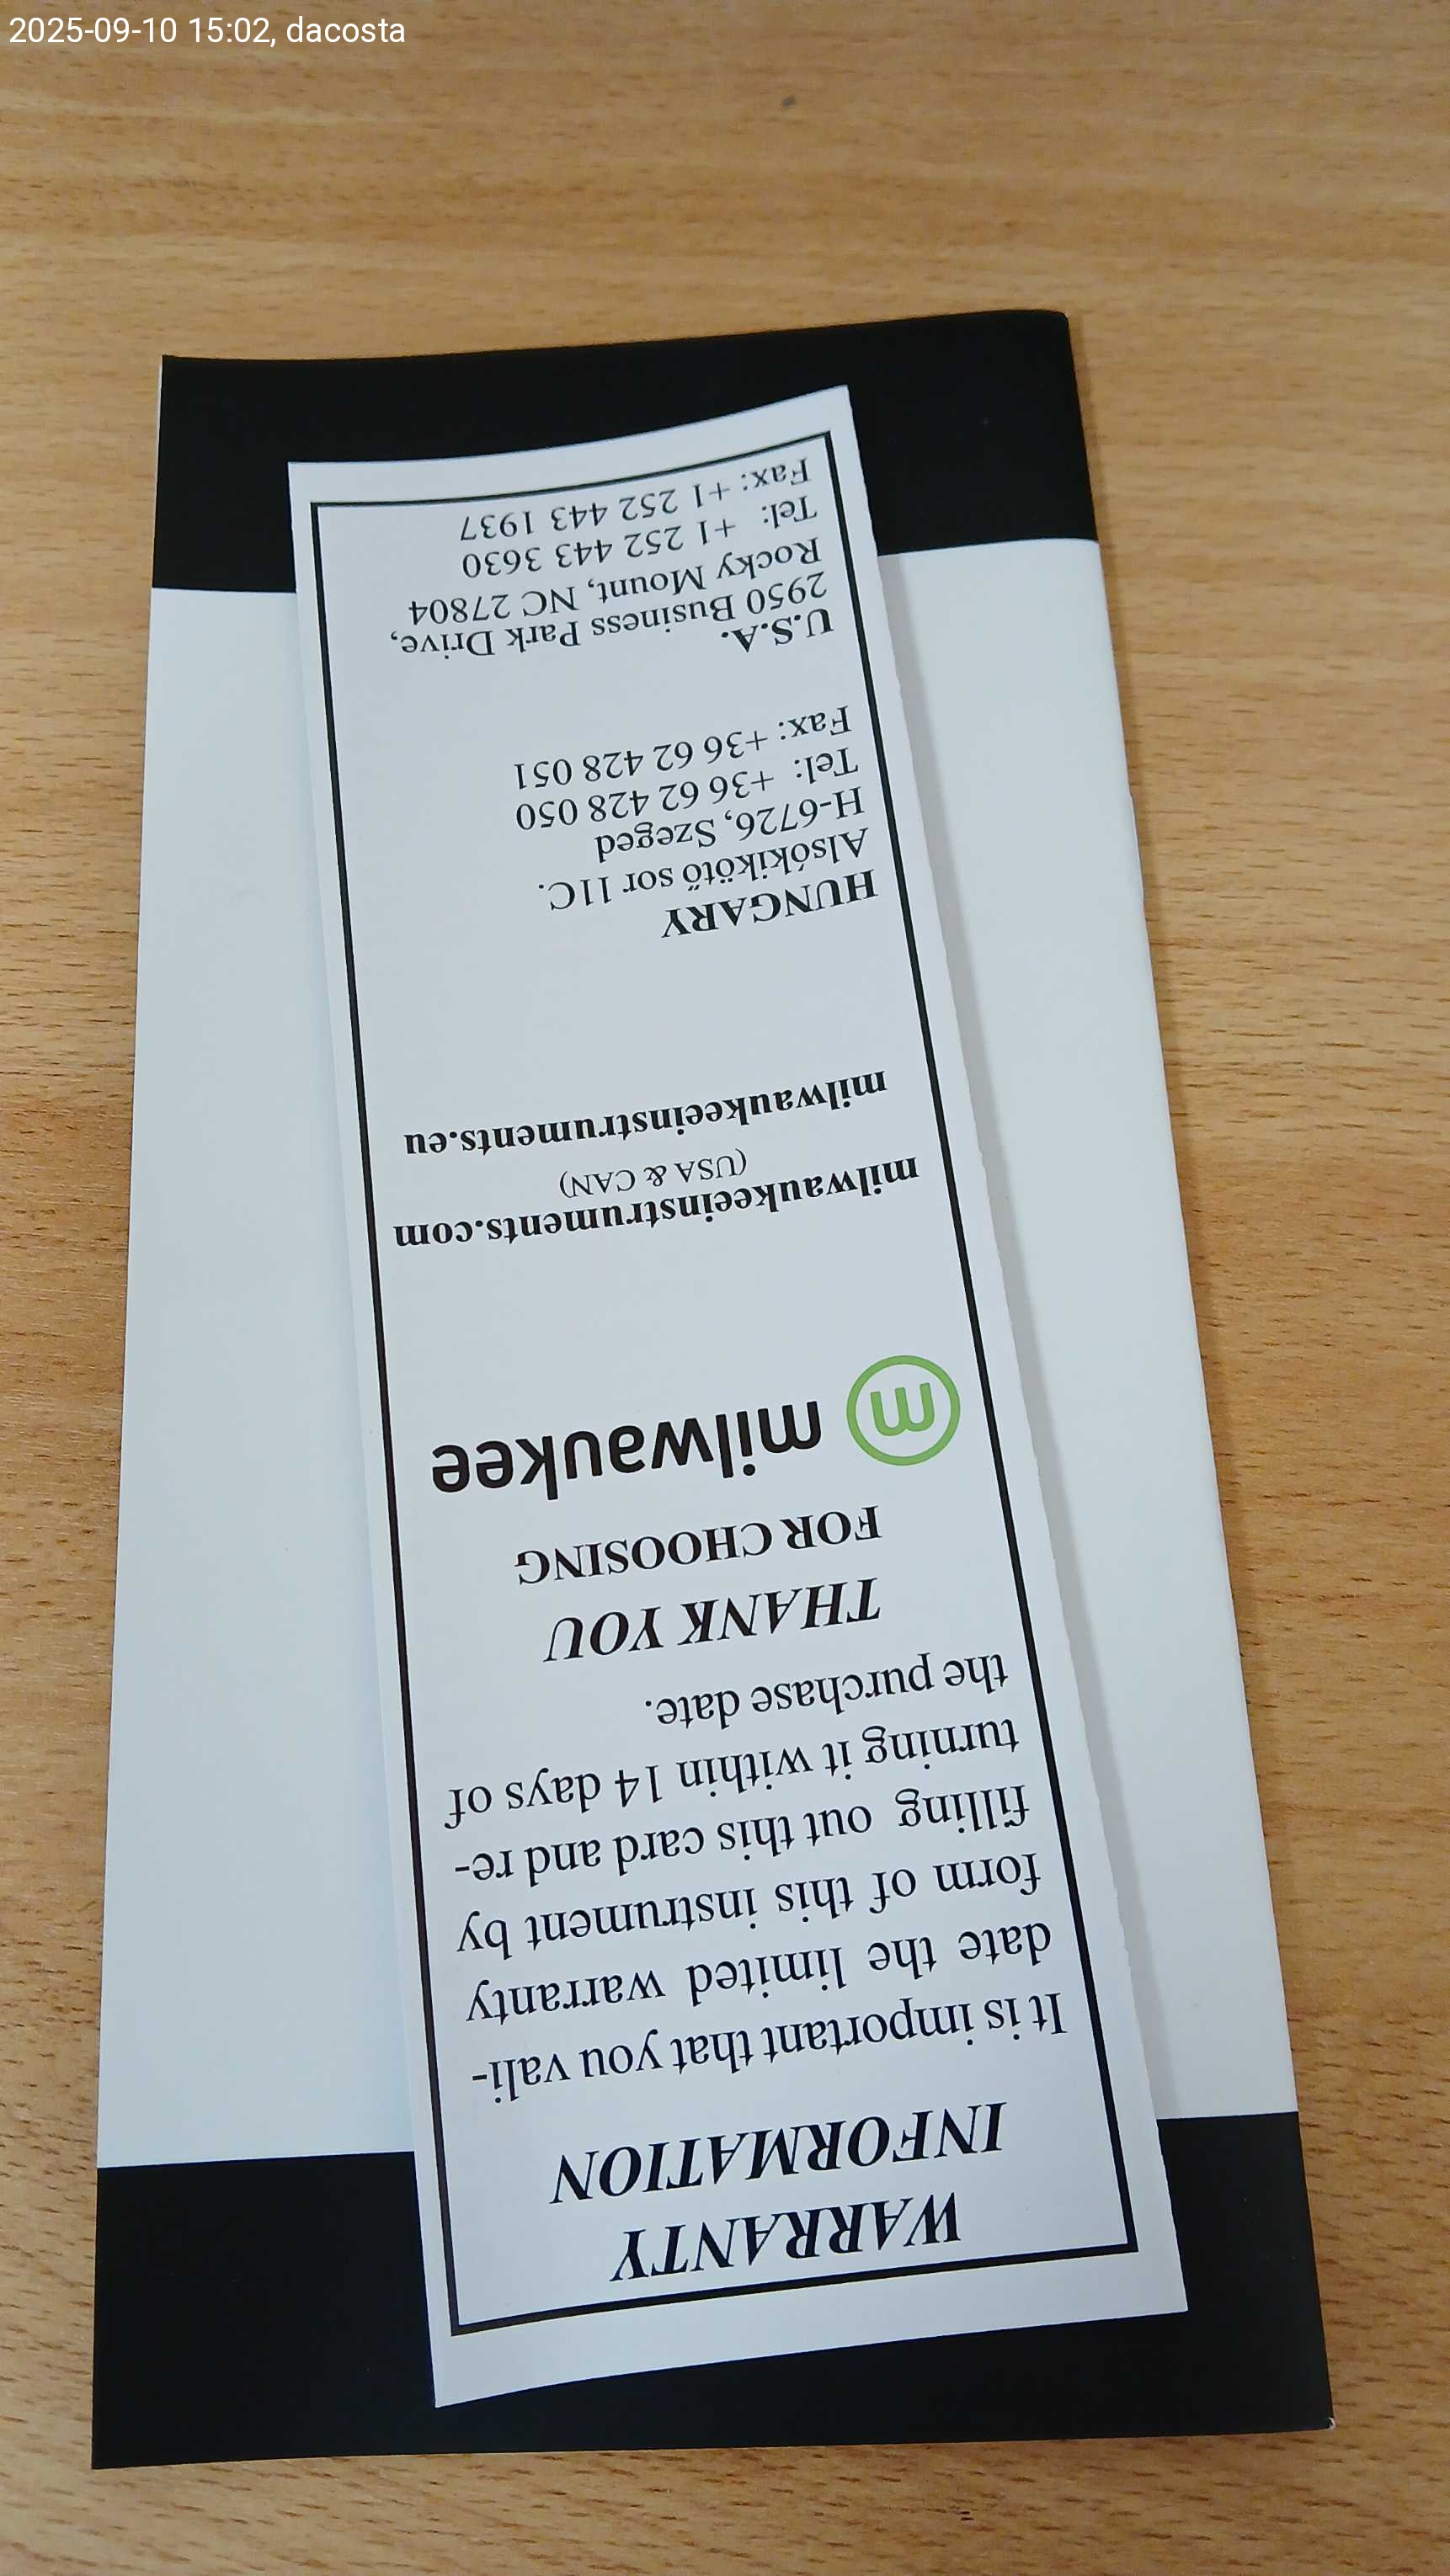 2025-09-10 15:02, dacosta
WARRANTY
INFORMATION
It is important that you vali-
date the limited warranty
form of this instrument by
filling out this card and re-
turning it within 14 days of
the purchase date.
THANK YOU
FOR CHOOSING
m milwaukee
milwaukeeinstruments.com
(USA & CAN)
milwaukeeinstruments.eu
HUNGARY
Alsókikötő sor 11C.
H-6726, Szeged
Tel: +36 62 428 050
Fax: +36 62 428 051
U.S.A.
2950 Business Park Drive,
Rocky Mount, NC 27804
Tel: +1 252 443 3630
Fax: +1 252 443 1937